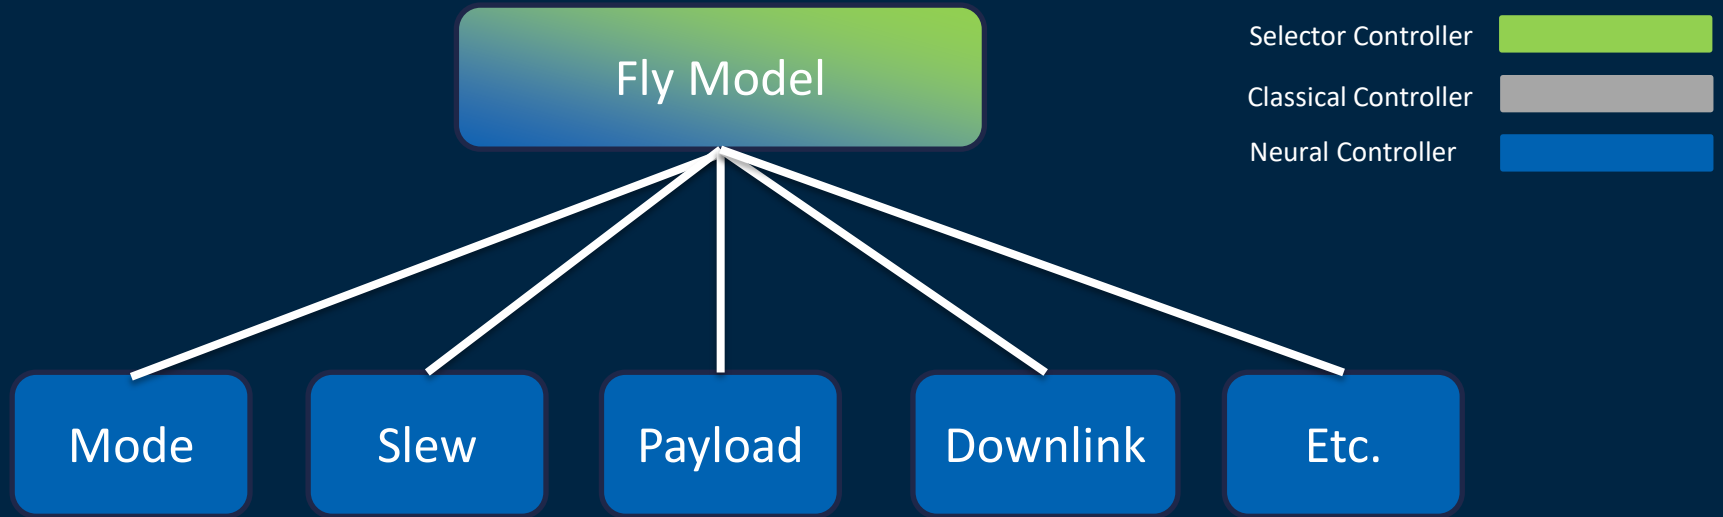 Fly Model
Selector Controller
Classical Controller
Neural Controller
Mode
Slew
Payload
Downlink
Etc.